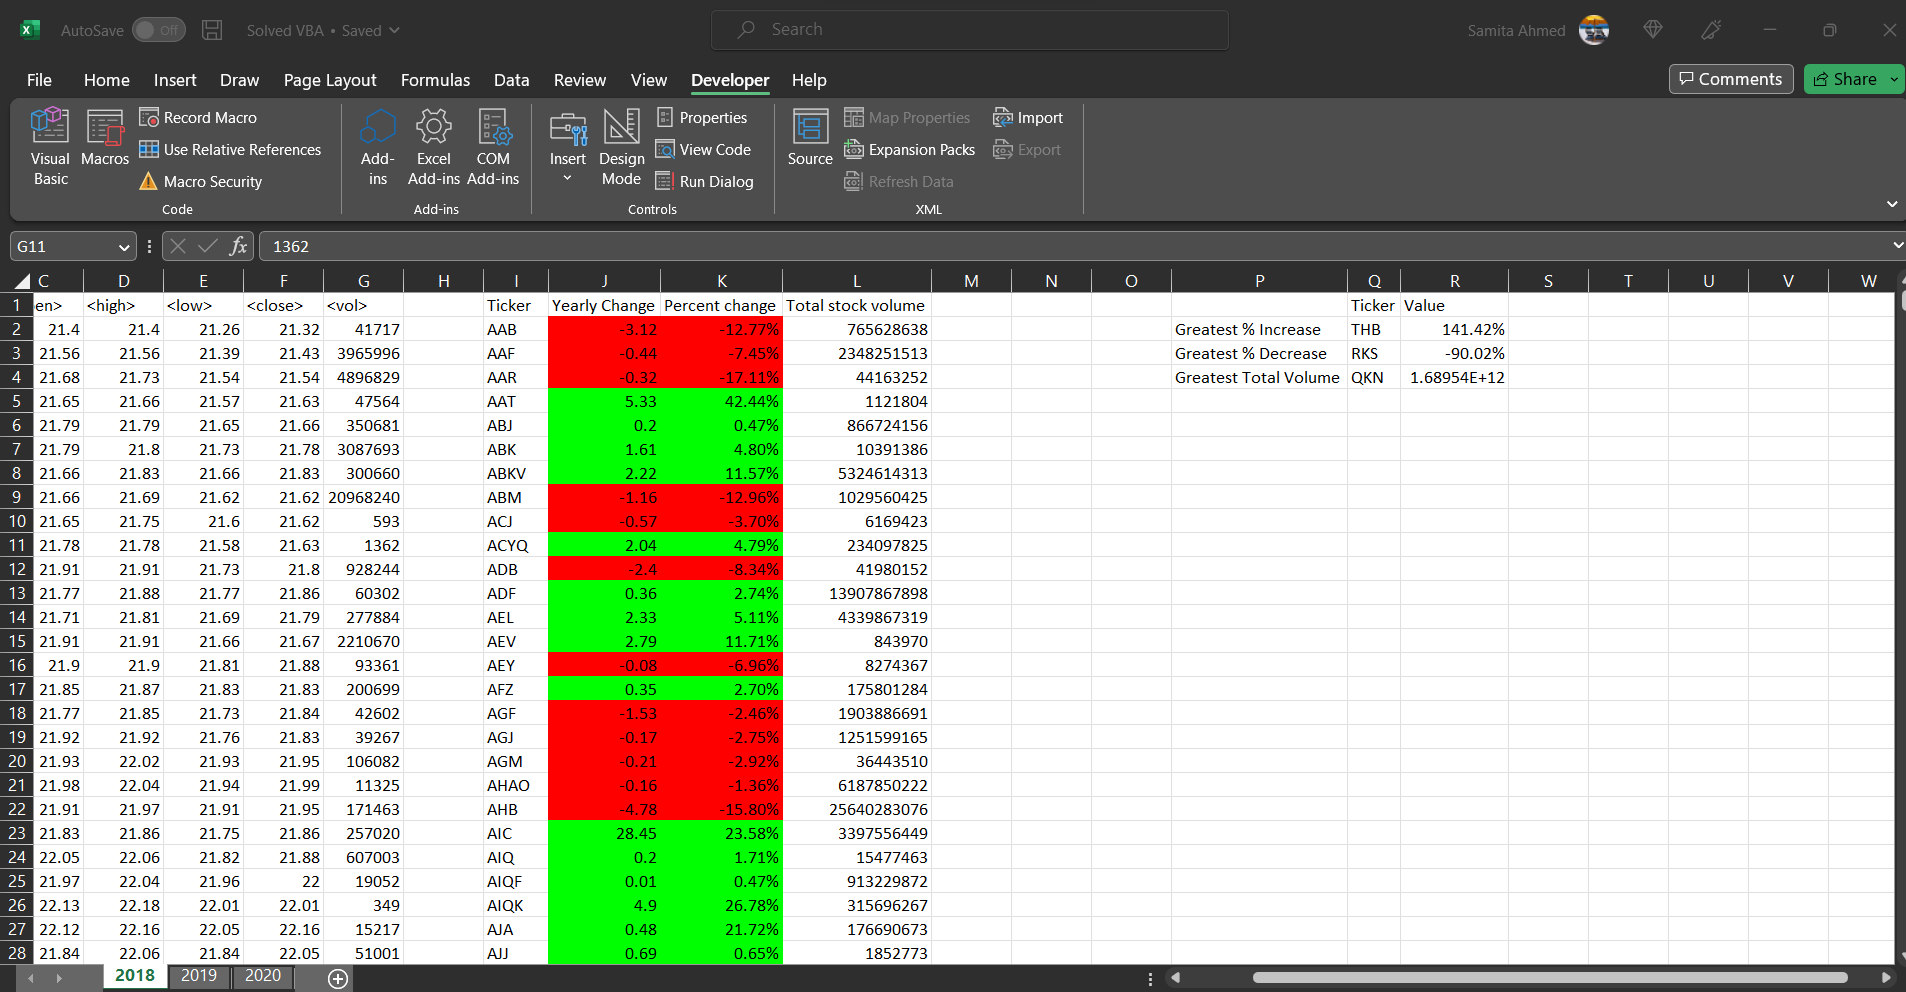 AutoSave Off Solved VBA • Saved Search Samita Ahmed
File Home Insert Draw Page Layout Formulas Data Review View Developer Help Comments Share
Visual Basic
Macros
Record Macro
Use Relative References
Macro Security
Code
Add-ins
Excel Add-ins
COM Add-ins
Add-ins
Insert
Design Mode
Properties
View Code
Run Dialog
Controls
Source
Map Properties
Expansion Packs
Refresh Data
Import
Export
XML
G11 fx 1362
C D E F G H I J K L M N O P Q R S T U V W
1 en> <high> <low> <close> <vol> Ticker Yearly Change Percent change Total stock volume Ticker Value
2 21.4 21.4 21.26 21.32 41717 AAB -3.12 -12.77% 765628638 Greatest % Increase THB 141.42%
3 21.56 21.56 21.39 21.43 3965996 AAF -0.44 -7.45% 2348251513 Greatest % Decrease RKS -90.02%
4 21.68 21.73 21.54 21.54 4896829 AAR -0.32 -17.11% 44163252 Greatest Total Volume QKN 1.68954E+12
5 21.65 21.66 21.57 21.63 47564 AAT 5.33 42.44% 1121804
6 21.79 21.79 21.65 21.66 350681 ABJ 0.2 0.47% 866724156
7 21.79 21.8 21.73 21.78 3087693 ABK 1.61 4.80% 10391386
8 21.66 21.83 21.66 21.83 300660 ABKV 2.22 11.57% 5324614313
9 21.66 21.69 21.62 21.62 20968240 ABM -1.16 -12.96% 1029560425
10 21.65 21.75 21.6 21.62 593 ACJ -0.57 -3.70% 6169423
11 21.78 21.78 21.58 21.63 1362 ACYQ 2.04 4.79% 234097825
12 21.91 21.91 21.73 21.8 928244 ADB -2.4 -8.34% 41980152
13 21.77 21.88 21.77 21.86 60302 ADF 0.36 2.74% 13907867898
14 21.71 21.81 21.69 21.79 277884 AEL 2.33 5.11% 4339867319
15 21.91 21.91 21.66 21.67 2210670 AEV 2.79 11.71% 843970
16 21.9 21.9 21.81 21.88 93361 AEY -0.08 -6.96% 8274367
17 21.85 21.87 21.83 21.83 200699 AFZ 0.35 2.70% 175801284
18 21.77 21.85 21.73 21.84 42602 AGF -1.53 -2.46% 1903886691
19 21.92 21.92 21.76 21.83 39267 AGJ -0.17 -2.75% 1251599165
20 21.93 22.02 21.93 21.95 106082 AGM -0.21 -2.92% 36443510
21 21.98 22.04 21.94 21.99 11325 AHAO -0.16 -1.36% 6187850222
22 21.91 21.97 21.91 21.95 171463 AHB -4.78 -15.80% 25640283076
23 21.83 21.86 21.75 21.86 257020 AIC 28.45 23.58% 3397556449
24 22.05 22.06 21.82 21.88 607003 AIQ 0.2 1.71% 15477463
25 21.97 22.04 21.96 22 19052 AIQF 0.01 0.47% 913229872
26 22.13 22.18 22.01 22.01 349 AIQK 4.9 26.78% 315696267
27 22.12 22.16 22.05 22.16 15217 AJA 0.48 21.72% 176690673
28 21.84 22.06 21.84 22.05 51001 AJJ 0.69 0.65% 1852773
2018 2019 2020